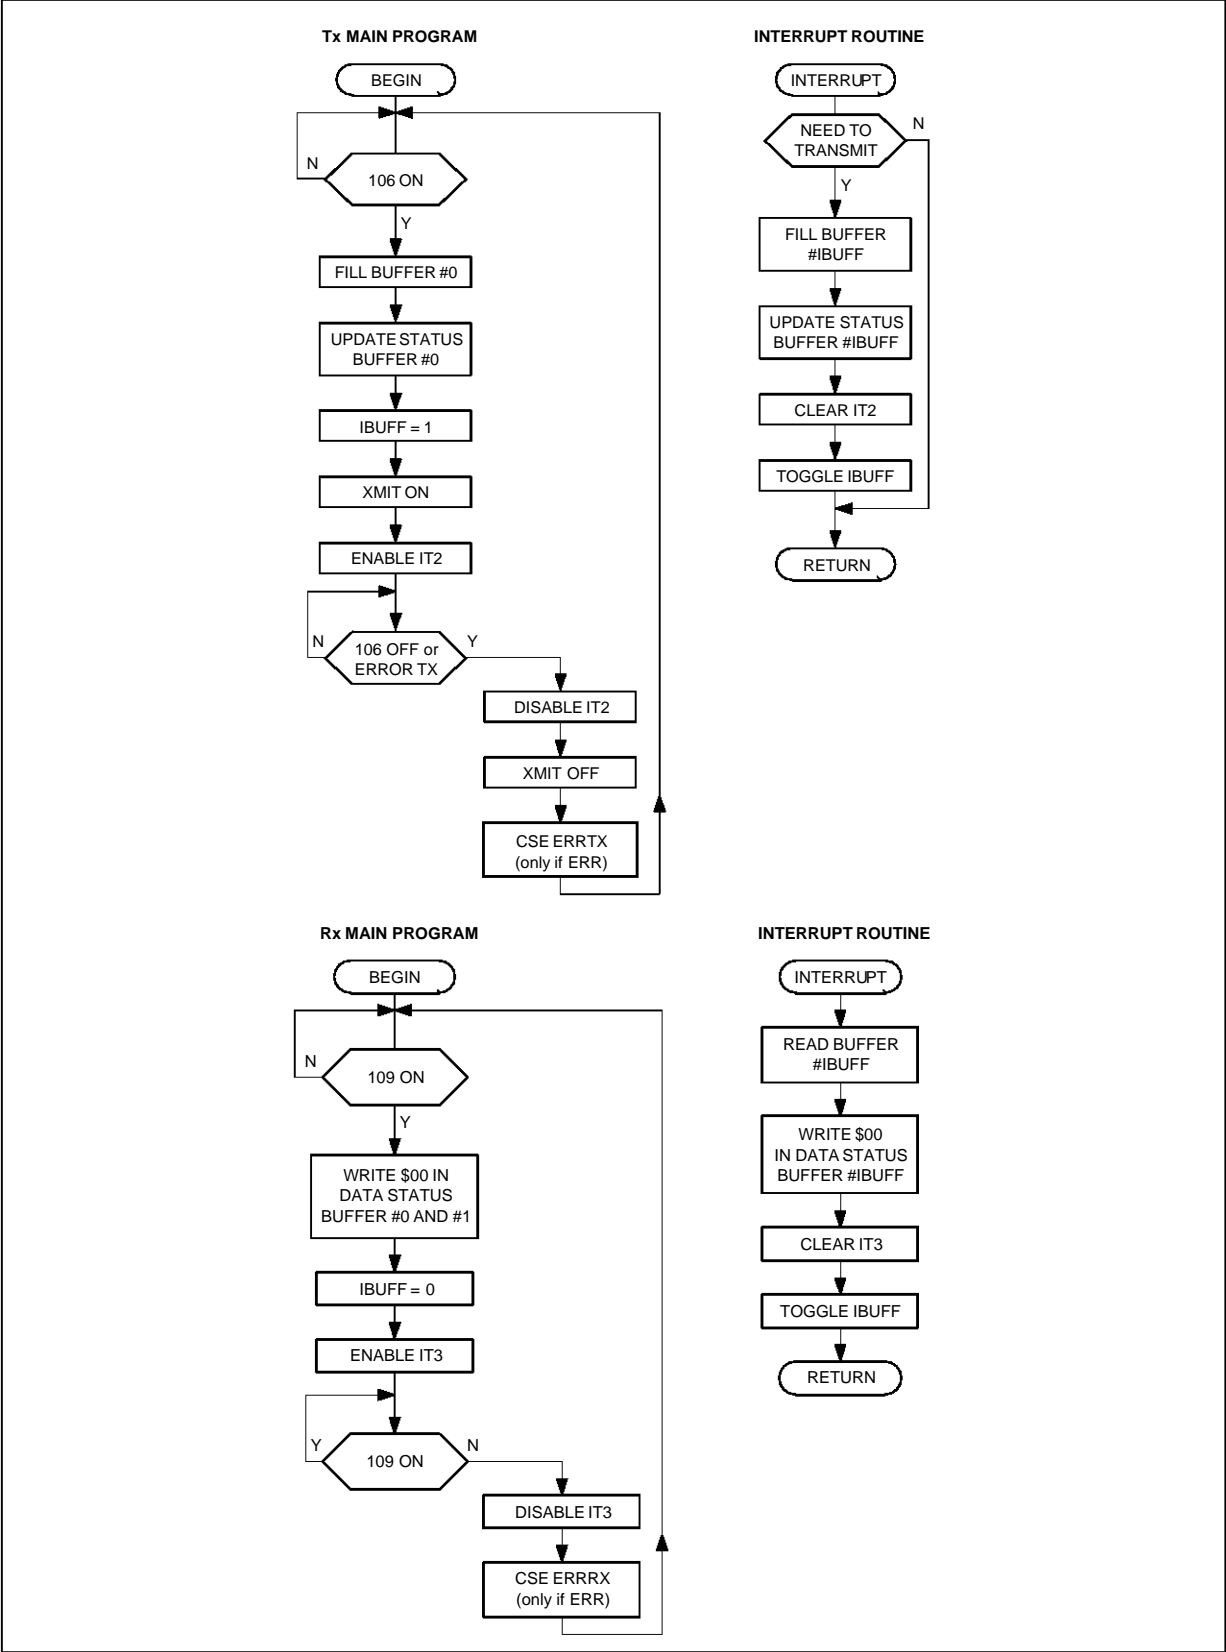 Tx MAIN PROGRAM
BEGIN
N
106 ON
Y
FILL BUFFER #0
UPDATE STATUS
BUFFER #0
IBUFF = 1
XMIT ON
ENABLE IT2
N
106 OFF or
ERROR TX
Y
DISABLE IT2
XMIT OFF
CSE ERRTX
(only if ERR)
INTERRUPT ROUTINE
INTERRUPT
NEED TO
TRANSMIT
N
Y
FILL BUFFER
#IBUFF
UPDATE STATUS
BUFFER #IBUFF
CLEAR IT2
TOGGLE IBUFF
RETURN
Rx MAIN PROGRAM
BEGIN
N
109 ON
Y
WRITE $00 IN
DATA STATUS
BUFFER #0 AND #1
IBUFF = 0
ENABLE IT3
Y
109 ON
N
DISABLE IT3
CSE ERRRX
(only if ERR)
INTERRUPT ROUTINE
INTERRUPT
READ BUFFER
#IBUFF
WRITE $00
IN DATA STATUS
BUFFER #IBUFF
CLEAR IT3
TOGGLE IBUFF
RETURN